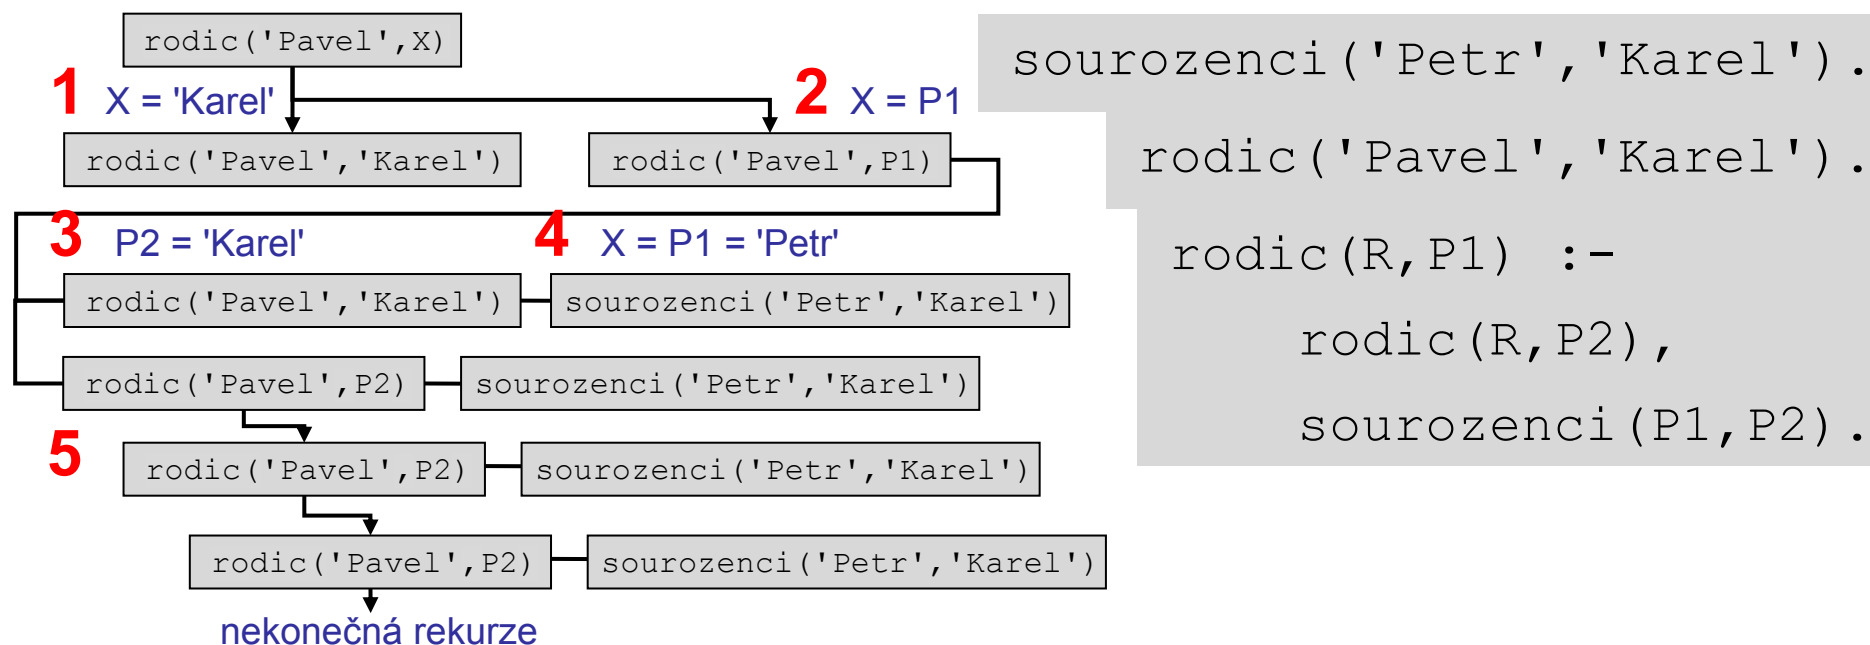 rodic('Pavel',X)
1 X = 'Karel'
2 X = P1
rodic('Pavel','Karel')
rodic('Pavel',P1)
3 P2 = 'Karel'
4 X = P1 = 'Petr'
rodic('Pavel','Karel')
sourozenci('Petr','Karel')
rodic('Pavel',P2)
sourozenci('Petr','Karel')
5
rodic('Pavel',P2)
sourozenci('Petr','Karel')
rodic('Pavel',P2)
sourozenci('Petr','Karel')
nekonečná rekurze
sourozenci('Petr','Karel').
rodic('Pavel','Karel').
rodic(R,P1) :-
rodic(R,P2),
sourozenci(P1,P2).